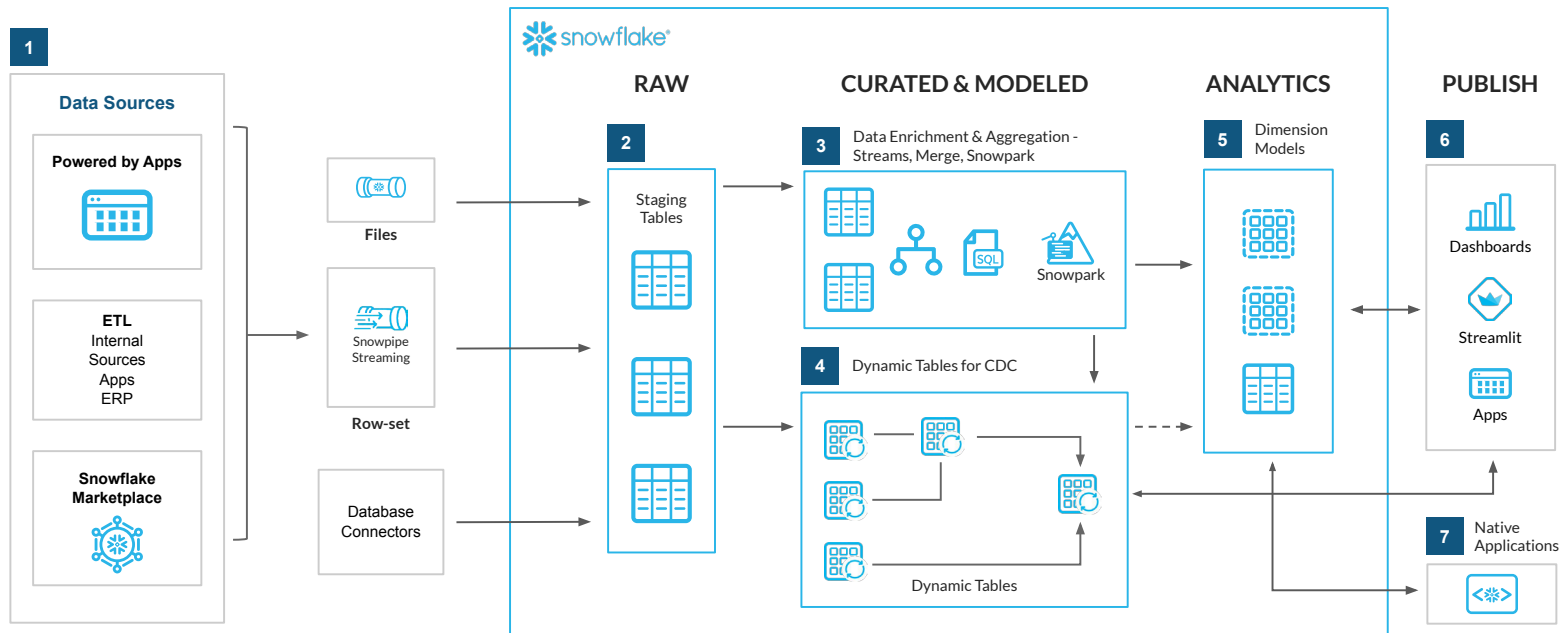 1
Data Sources
Powered by Apps
ETL
Internal
Sources
Apps
ERP
Snowflake
Marketplace
Files
Snowpipe
Streaming
Row-set
Database
Connectors
snowflake®
RAW
2
Staging
Tables
CURATED & MODELED
3
Data Enrichment & Aggregation -
Streams, Merge, Snowpark
SQL
Snowpark
4
Dynamic Tables for CDC
Dynamic Tables
ANALYTICS
5
Dimension
Models
PUBLISH
6
Dashboards
Streamlit
Apps
7
Native
Applications